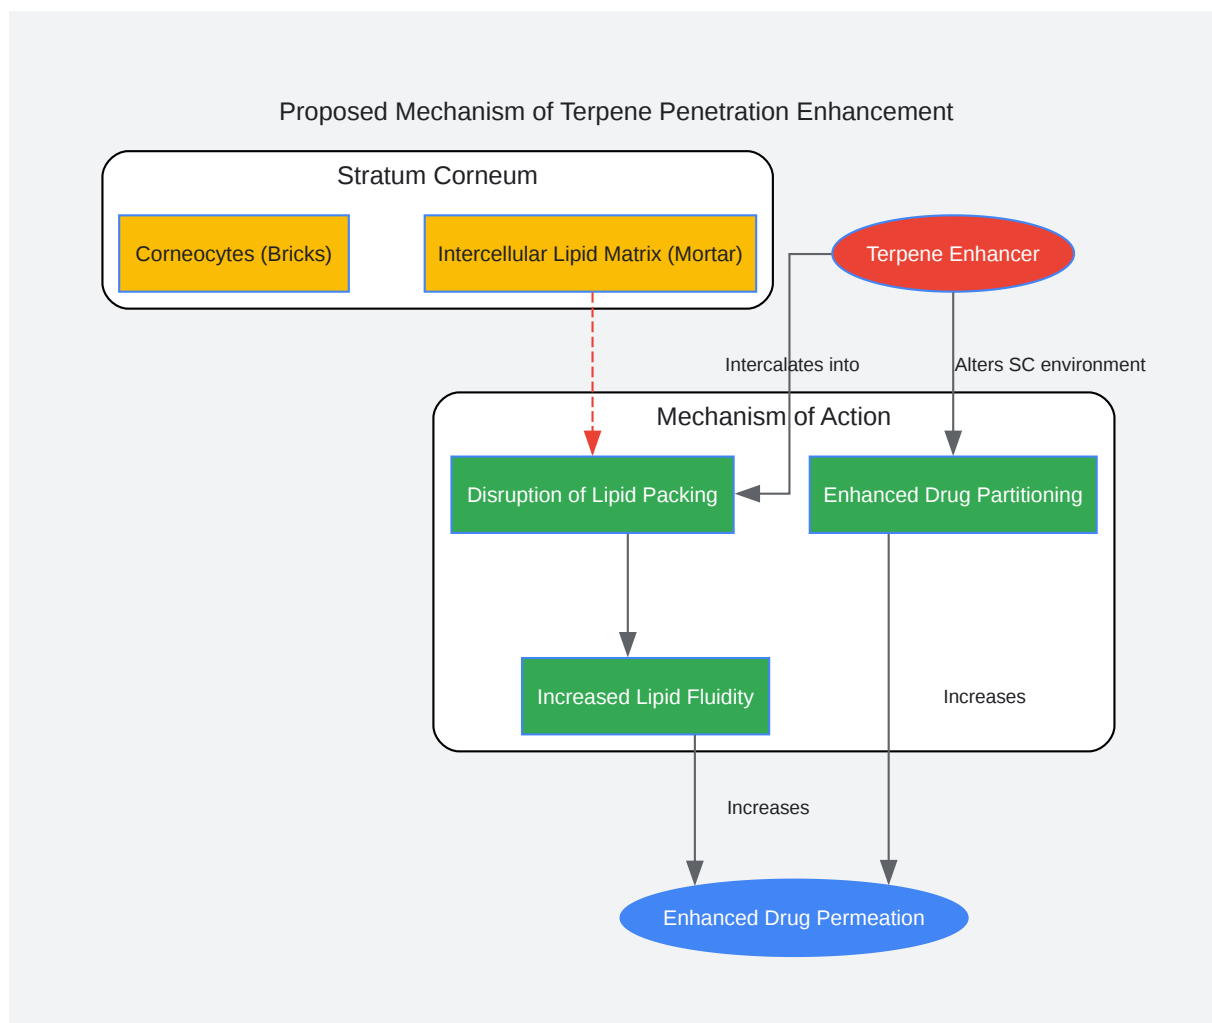 Proposed Mechanism of Terpene Penetration Enhancement
Stratum Corneum
Corneocytes (Bricks)
Intercellular Lipid Matrix (Mortar)
Terpene Enhancer
Intercalates into
Alters SC environment
Mechanism of Action
Disruption of Lipid Packing
Enhanced Drug Partitioning
Increased Lipid Fluidity
Increases
Increases
Enhanced Drug Permeation